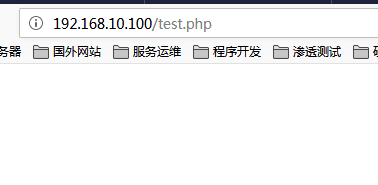 192.168.10.100/test.php
务器 国外网站 服务运维 程序开发 渗透测试